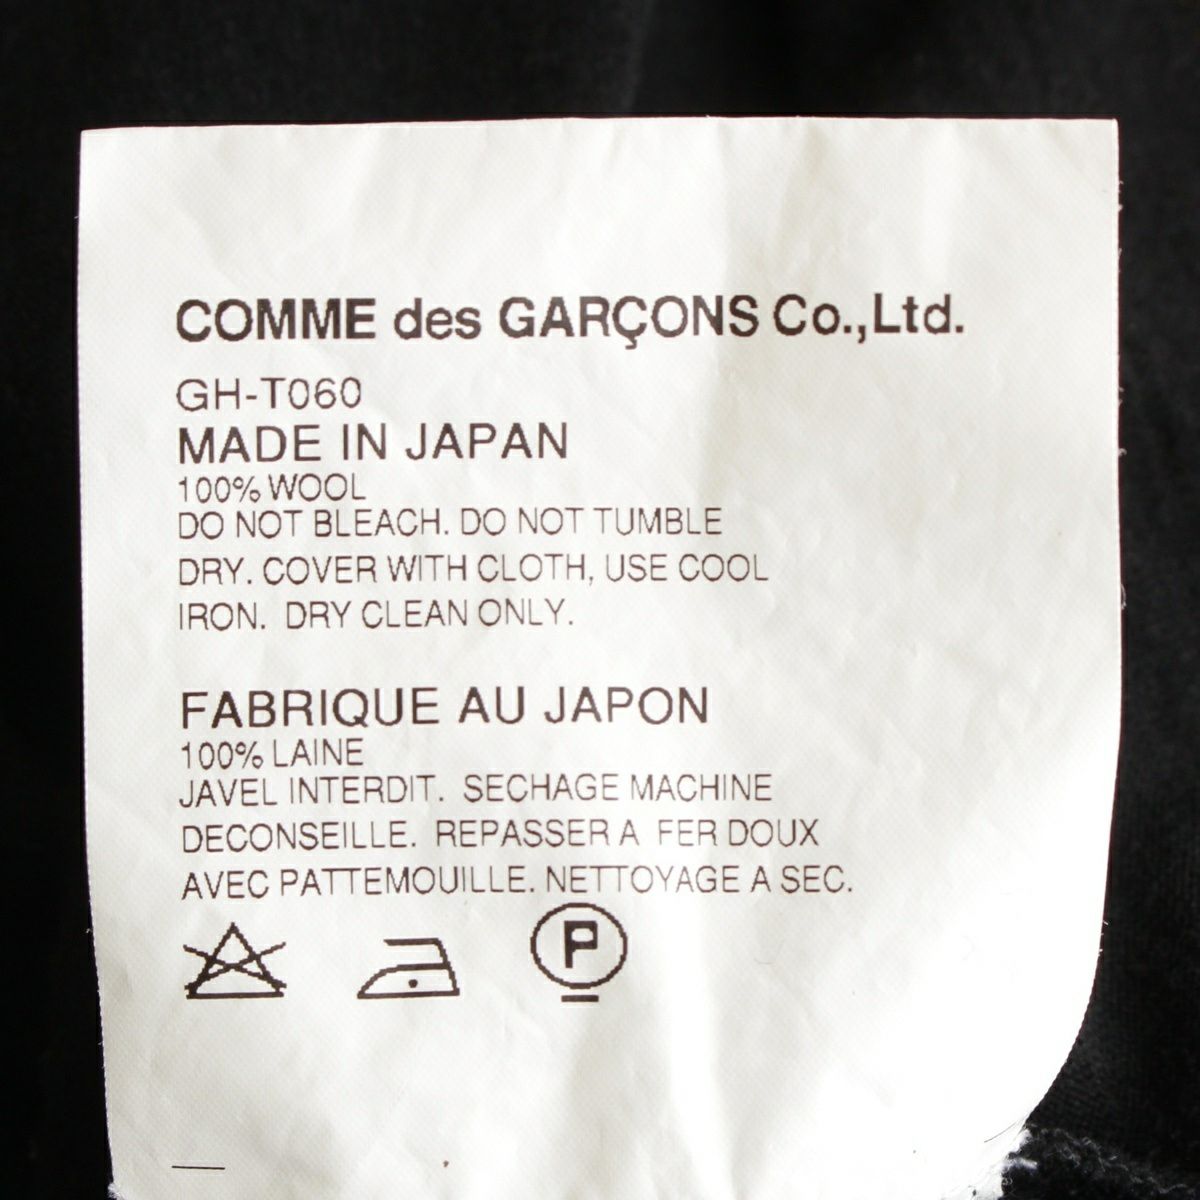 COMME des GARÇONS Co.,Ltd.
GH-T060
MADE IN JAPAN
100% WOOL
DO NOT BLEACH. DO NOT TUMBLE
DRY. COVER WITH CLOTH, USE COOL
IRON. DRY CLEAN ONLY.
FABRIQUE AU JAPON
100% LAINE
JAVEL INTERDIT. SECHAGE MACHINE
DECONSEILLE. REPASSER A FER DOUX
AVEC PATTEMOUILLE. NETTOYAGE A SEC.
P